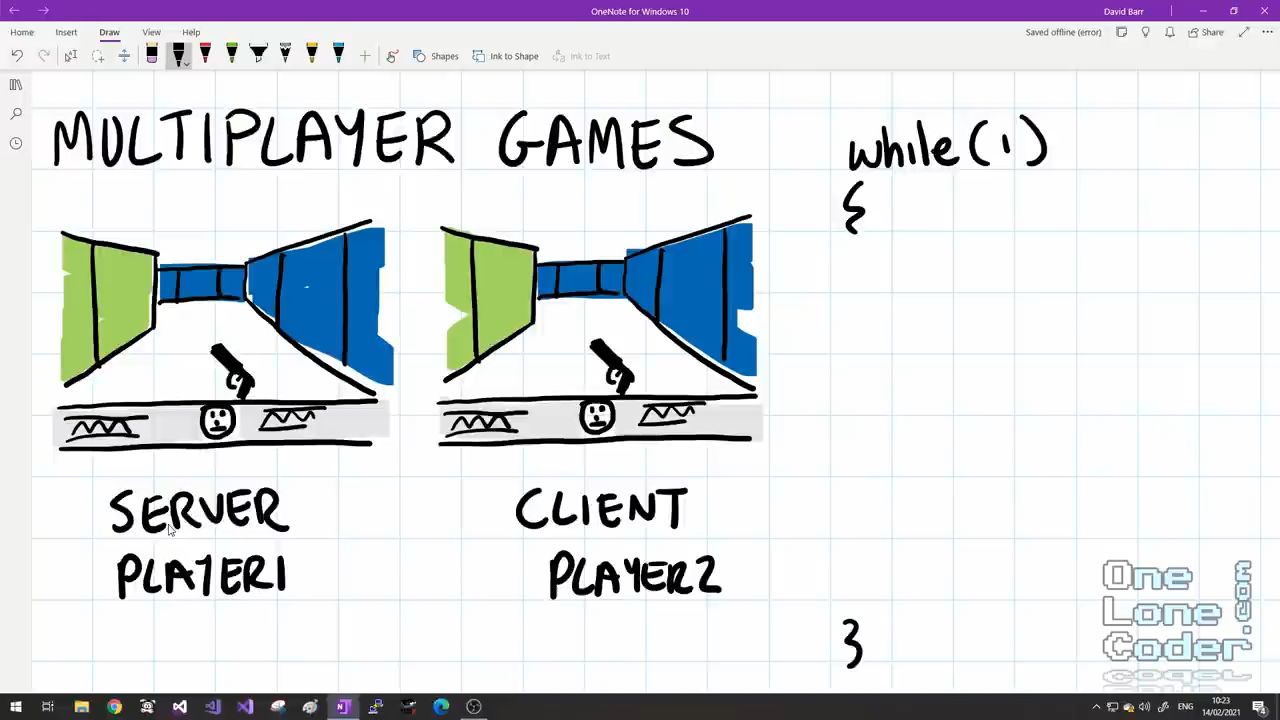 OneNote for Windows 10
David Barr
Home Insert Draw View Help
Saved offline (error)
Share
Shapes
Ink to Shape
Ink to Text
MULTIPLAYER GAMES
while(1)
{
SERVER
PLAYER1
CLIENT
PLAYER2
}
One
Lone
Coder
.com
ENG
10:23
14/02/2021
4